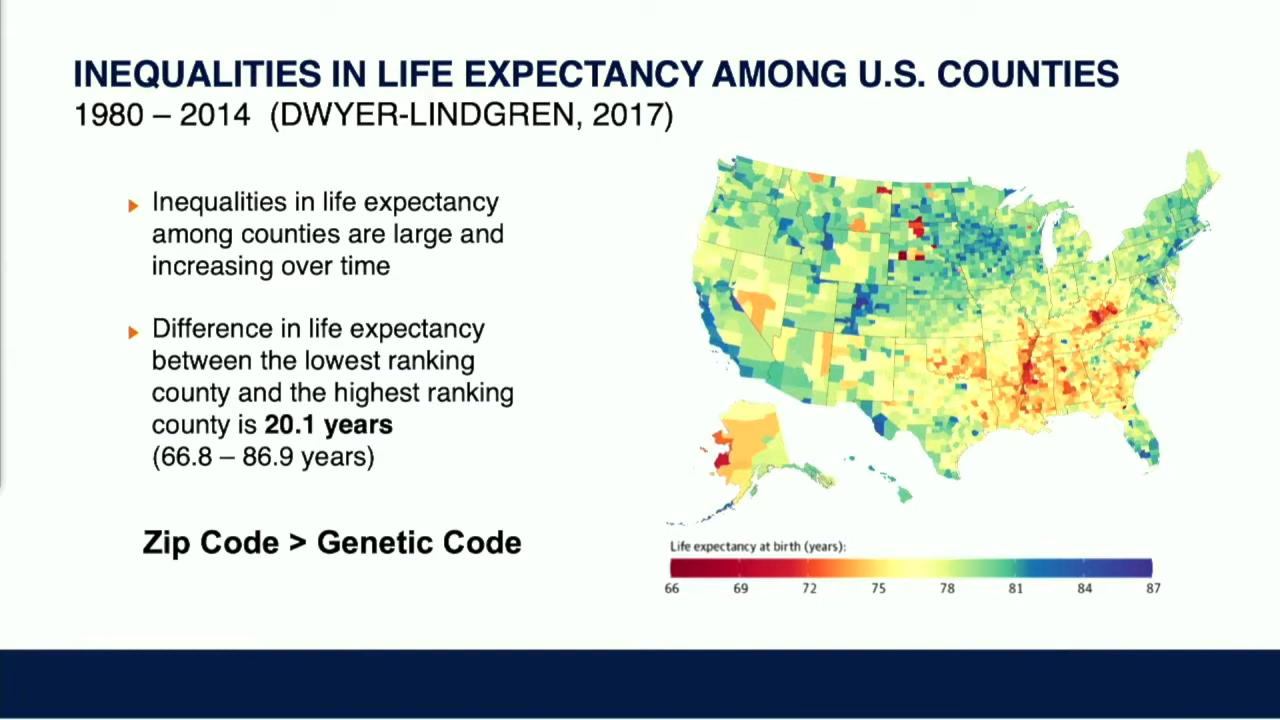 INEQUALITIES IN LIFE EXPECTANCY AMONG U.S. COUNTIES
1980 – 2014 (DWYER-LINDGREN, 2017)
Inequalities in life expectancy
among counties are large and
increasing over time
Difference in life expectancy
between the lowest ranking
county and the highest ranking
county is 20.1 years
(66.8 – 86.9 years)
Zip Code > Genetic Code
Life expectancy at birth (years):
66 69 72 75 78 81 84 87